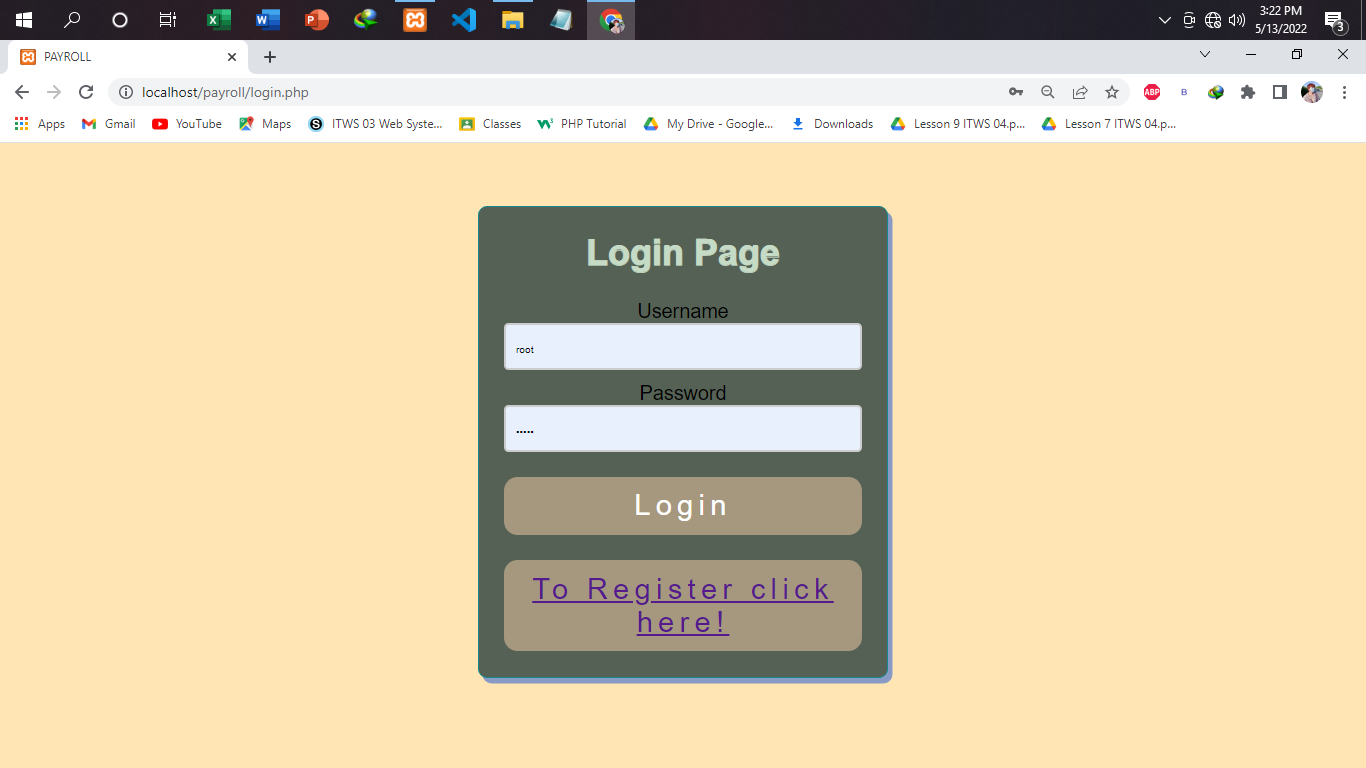 3:22 PM
5/13/2022
3
PAYROLL
localhost/payroll/login.php
ABP
B
Apps
Gmail
YouTube
Maps
S
ITWS 03 Web Syste...
Classes
PHP Tutorial
My Drive - Google...
Downloads
Lesson 9 ITWS 04.p...
Lesson 7 ITWS 04.p...
Login Page
Username
root
Password
•••••
Login
To Register click
here!